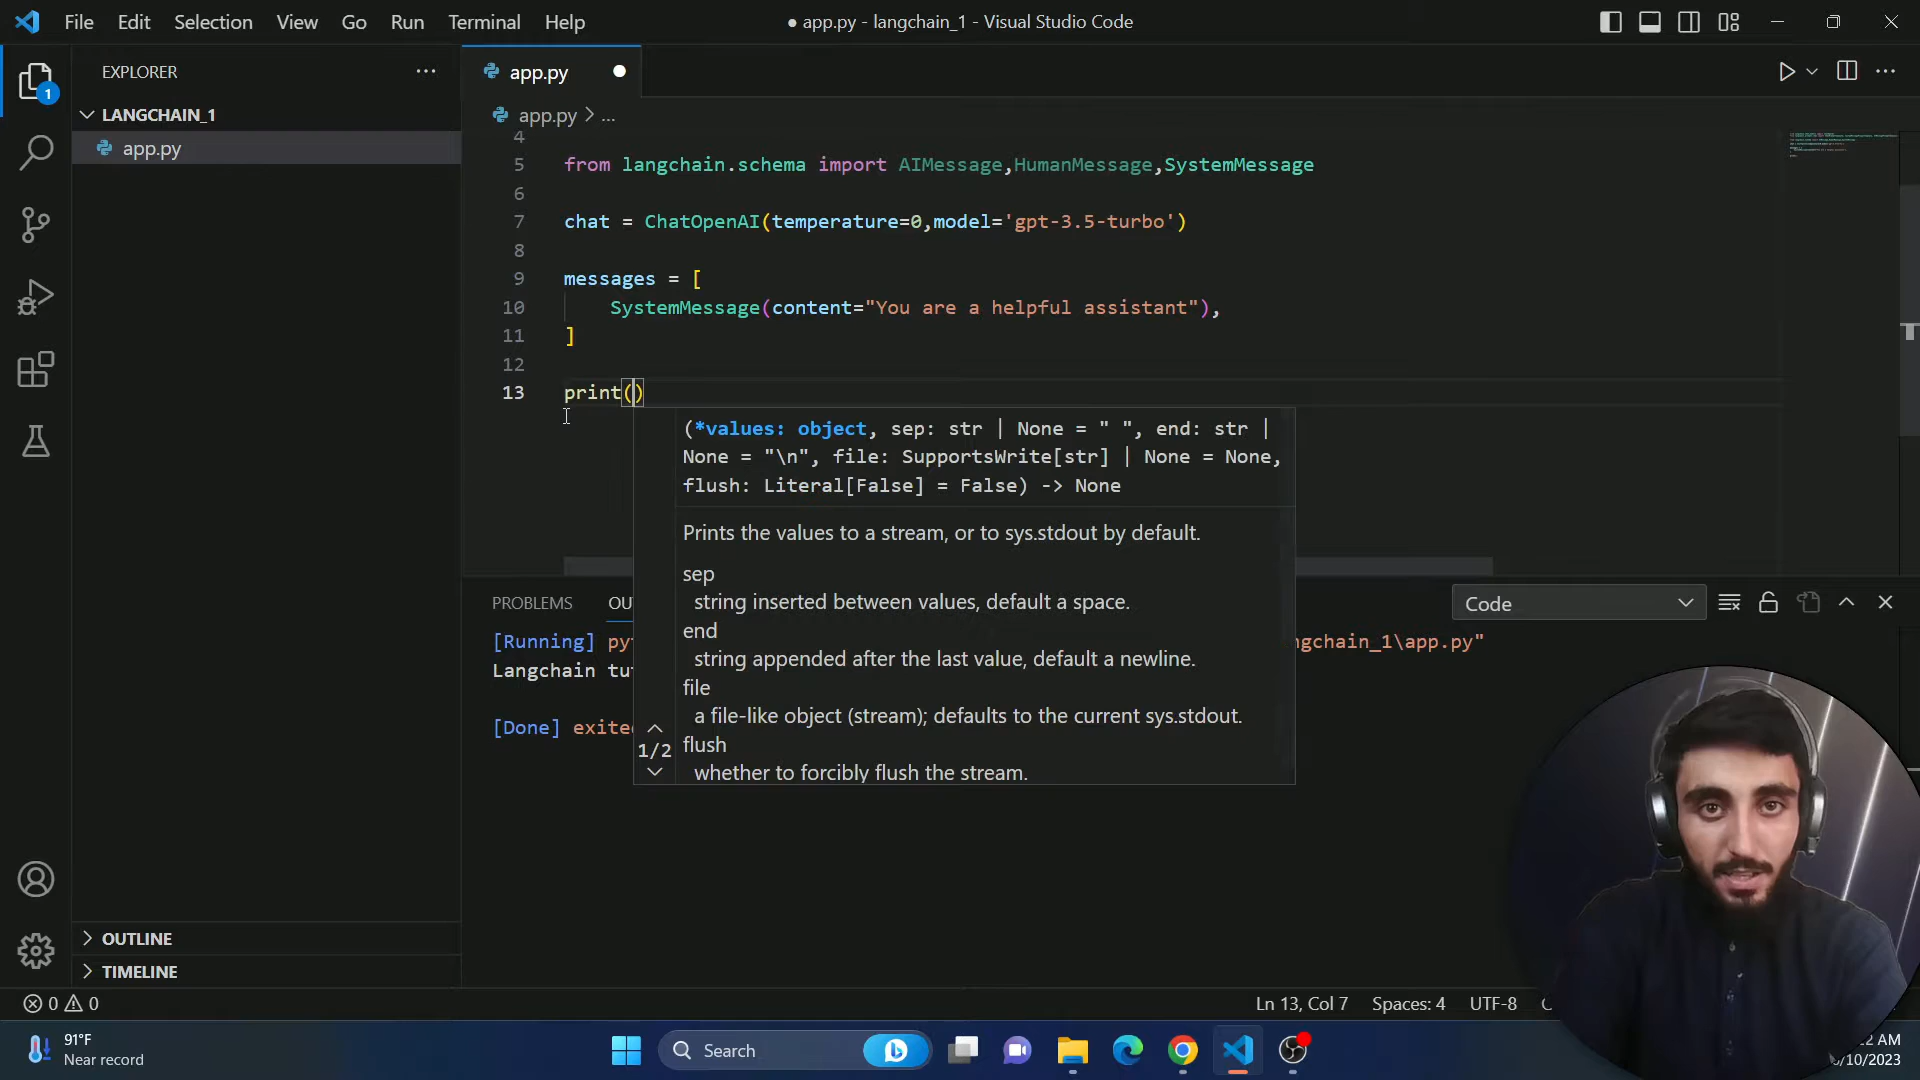 File Edit Selection View Go Run Terminal Help
● app.py - langchain_1 - Visual Studio Code
EXPLORER
LANGCHAIN_1
app.py
OUTLINE
TIMELINE
1
app.py
app.py > ...
4
5 from langchain.schema import AIMessage,HumanMessage,SystemMessage
6
7 chat = ChatOpenAI(temperature=0,model='gpt-3.5-turbo')
8
9 messages = [
10 SystemMessage(content="You are a helpful assistant"),
11 ]
12
13 print()
(*values: object, sep: str | None = " ", end: str |
None = "\n", file: SupportsWrite[str] | None = None,
flush: Literal[False] = False) -> None
Prints the values to a stream, or to sys.stdout by default.
sep
string inserted between values, default a space.
end
string appended after the last value, default a newline.
file
a file-like object (stream); defaults to the current sys.stdout.
flush
whether to forcibly flush the stream.
1/2
PROBLEMS OU
Code
[Running] py
gchain_1\app.py"
Langchain tu
[Done] exite
0 0
Ln 13, Col 7 Spaces: 4 UTF-8
91°F
Near record
Search
2 AM
/10/2023